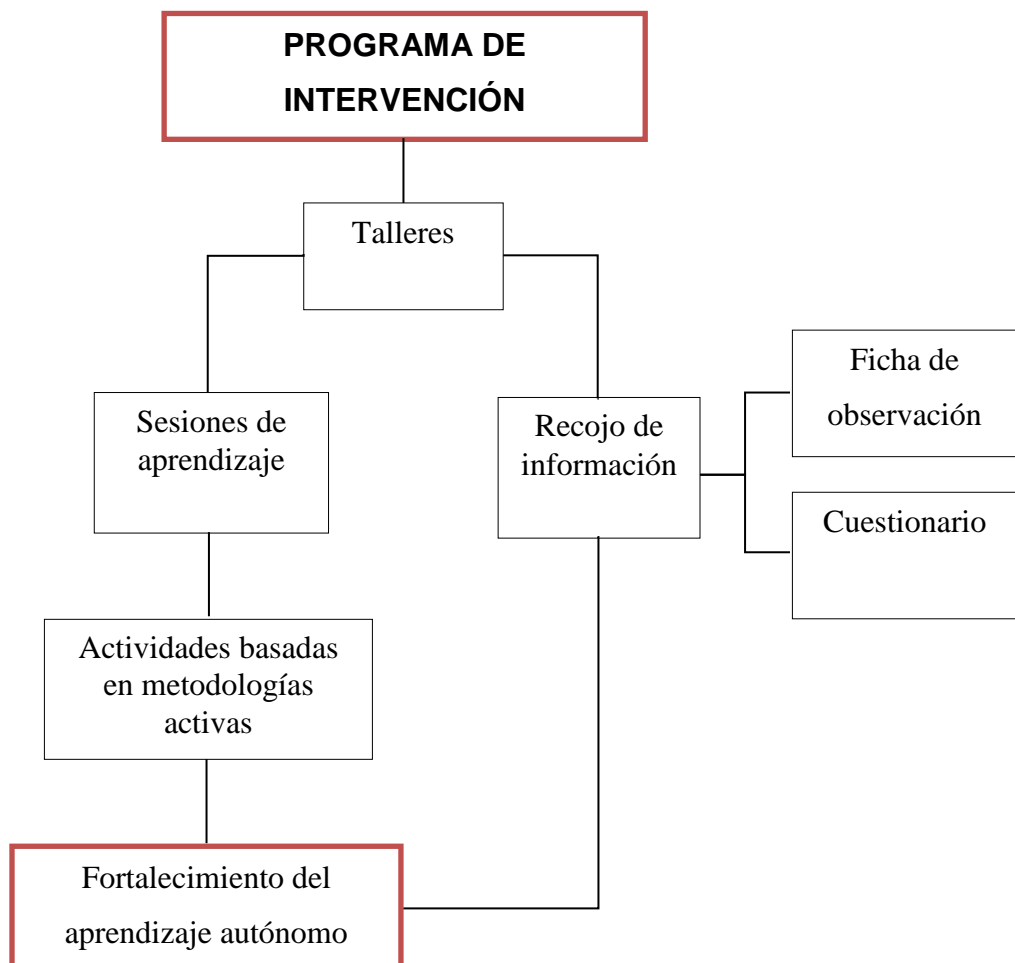 PROGRAMA DE
INTERVENCIÓN
Talleres
Sesiones de
aprendizaje
Recojo de
información
Ficha de
observación
Cuestionario
Actividades basadas
en metodologías
activas
Fortalecimiento del
aprendizaje autónomo